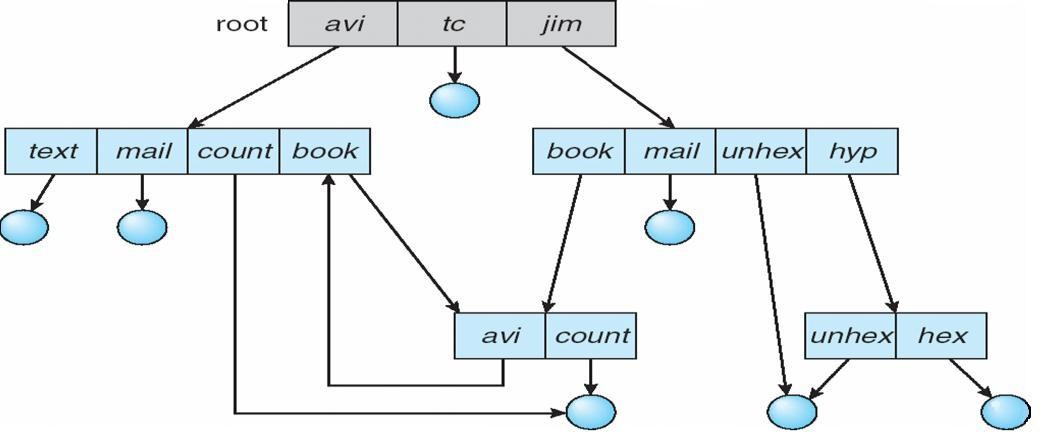 root avi tc jim
text mail count book book mail unhex hyp
avi count unhex hex